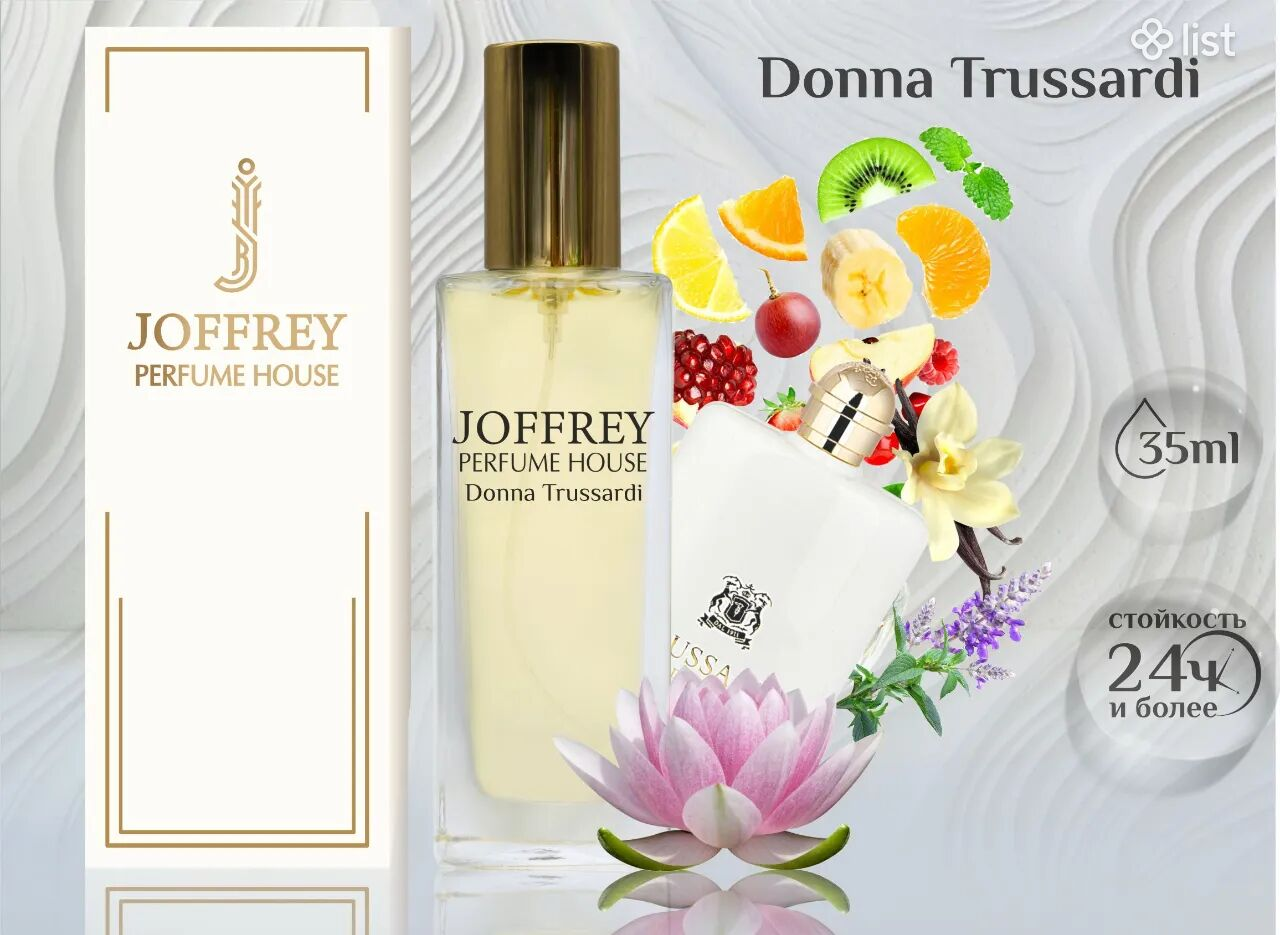 list
Donna Trussardi
JOFFREY
PERFUME HOUSE
JOFFREY
PERFUME HOUSE
Donna Trussardi
35ml
USSA
стойкость
24ч
и более